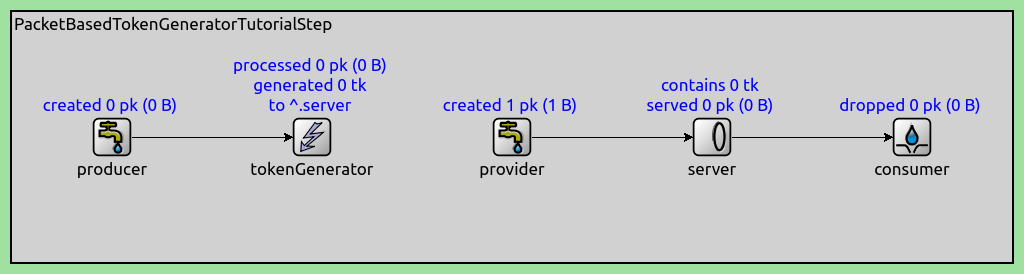 PacketBasedTokenGeneratorTutorialStep
processed 0 pk (0 B)
generated 0 tk
contains 0 tk
created 0 pk (0 B)
to ^.server
created 1 pk (1 B)
served 0 pk (0 B)
dropped 0 pk (0 B)
producer
tokenGenerator
provider
server
consumer